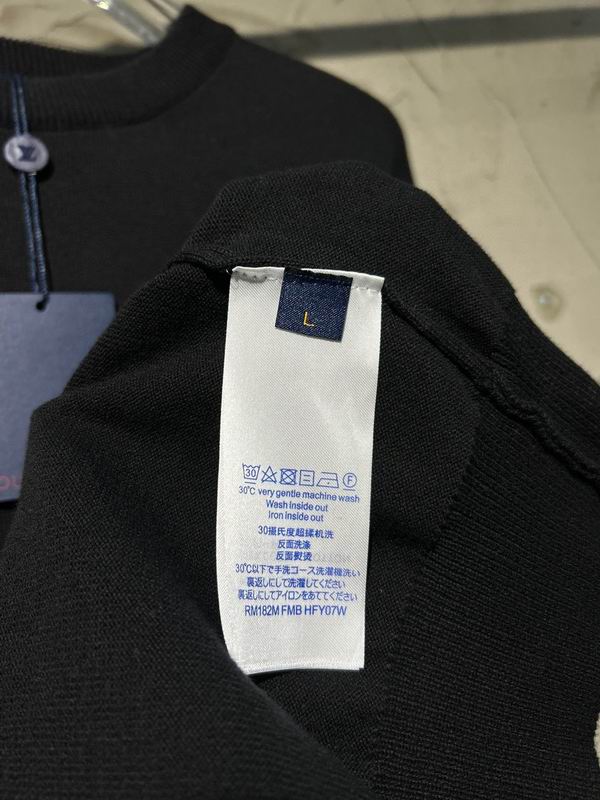 L
30
F
30℃ very gentle machine wash
Wash inside out
Iron inside out
30摄氏度超揉机洗
反面洗涤
反面熨烫
30℃以下で手洗コース洗濯機洗い
裏返しにして洗濯してください
裏返しにしてアイロンをあててください
RM182M FMB HFY07W